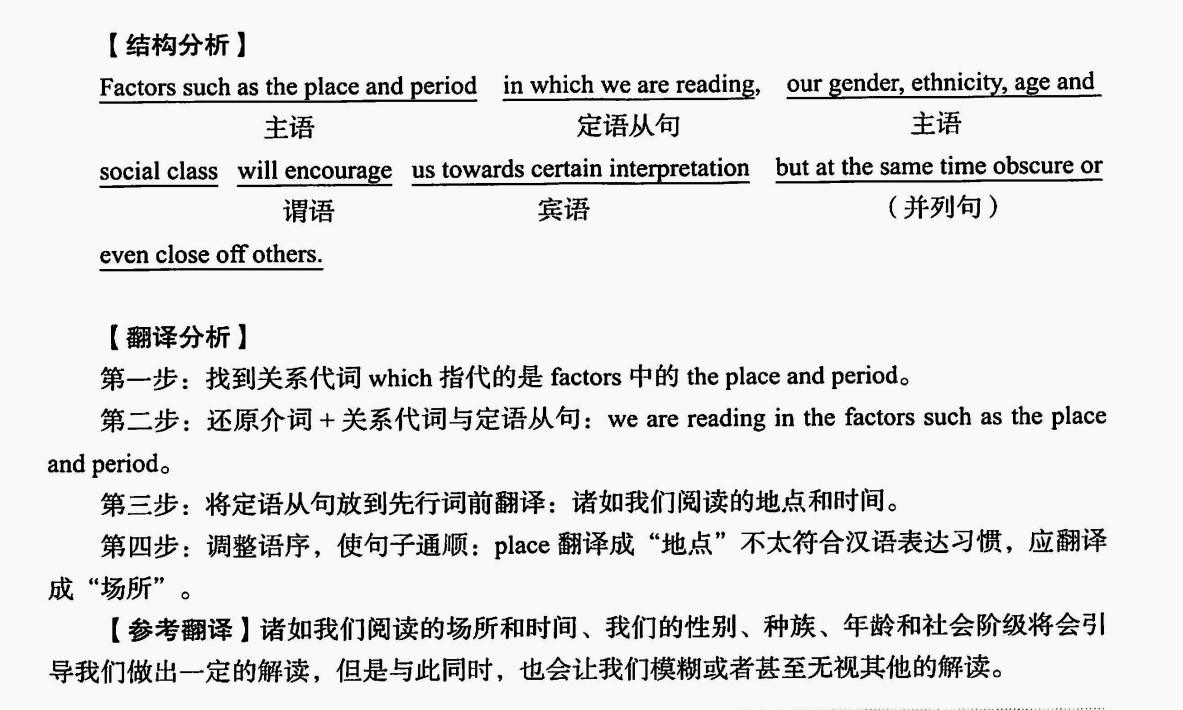 【结构分析】
Factors such as the place and period in which we are reading, our gender, ethnicity, age and
主语 定语从句 主语
social class will encourage us towards certain interpretation but at the same time obscure or
谓语 宾语 （并列句）
even close off others.
【翻译分析】
第一步：找到关系代词 which 指代的是 factors 中的 the place and period。
第二步：还原介词 + 关系代词与定语从句：we are reading in the factors such as the place
and period。
第三步：将定语从句放到先行词前翻译：诸如我们阅读的地点和时间。
第四步：调整语序，使句子通顺：place 翻译成“地点”不太符合汉语表达习惯，应翻译
成“场所”。
【参考翻译】诸如我们阅读的场所和时间、我们的性别、种族、年龄和社会阶级将会引
导我们做出一定的解读，但是与此同时，也会让我们模糊或者甚至无视其他的解读。